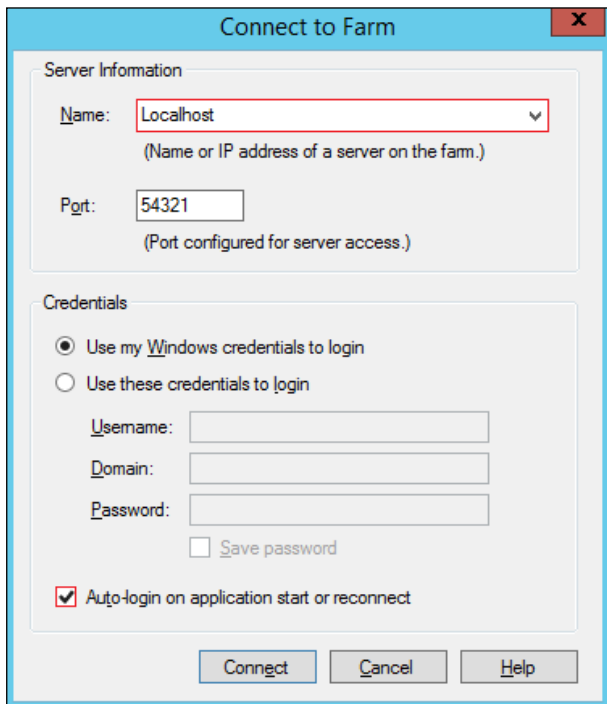 Connect to Farm
x
Server Information
Name: Localhost
(Name or IP address of a server on the farm.)
Port: 54321
(Port configured for server access.)
Credentials
Use my Windows credentials to login
Use these credentials to login
Username:
Domain:
Password:
Save password
Auto-login on application start or reconnect
Connect Cancel Help